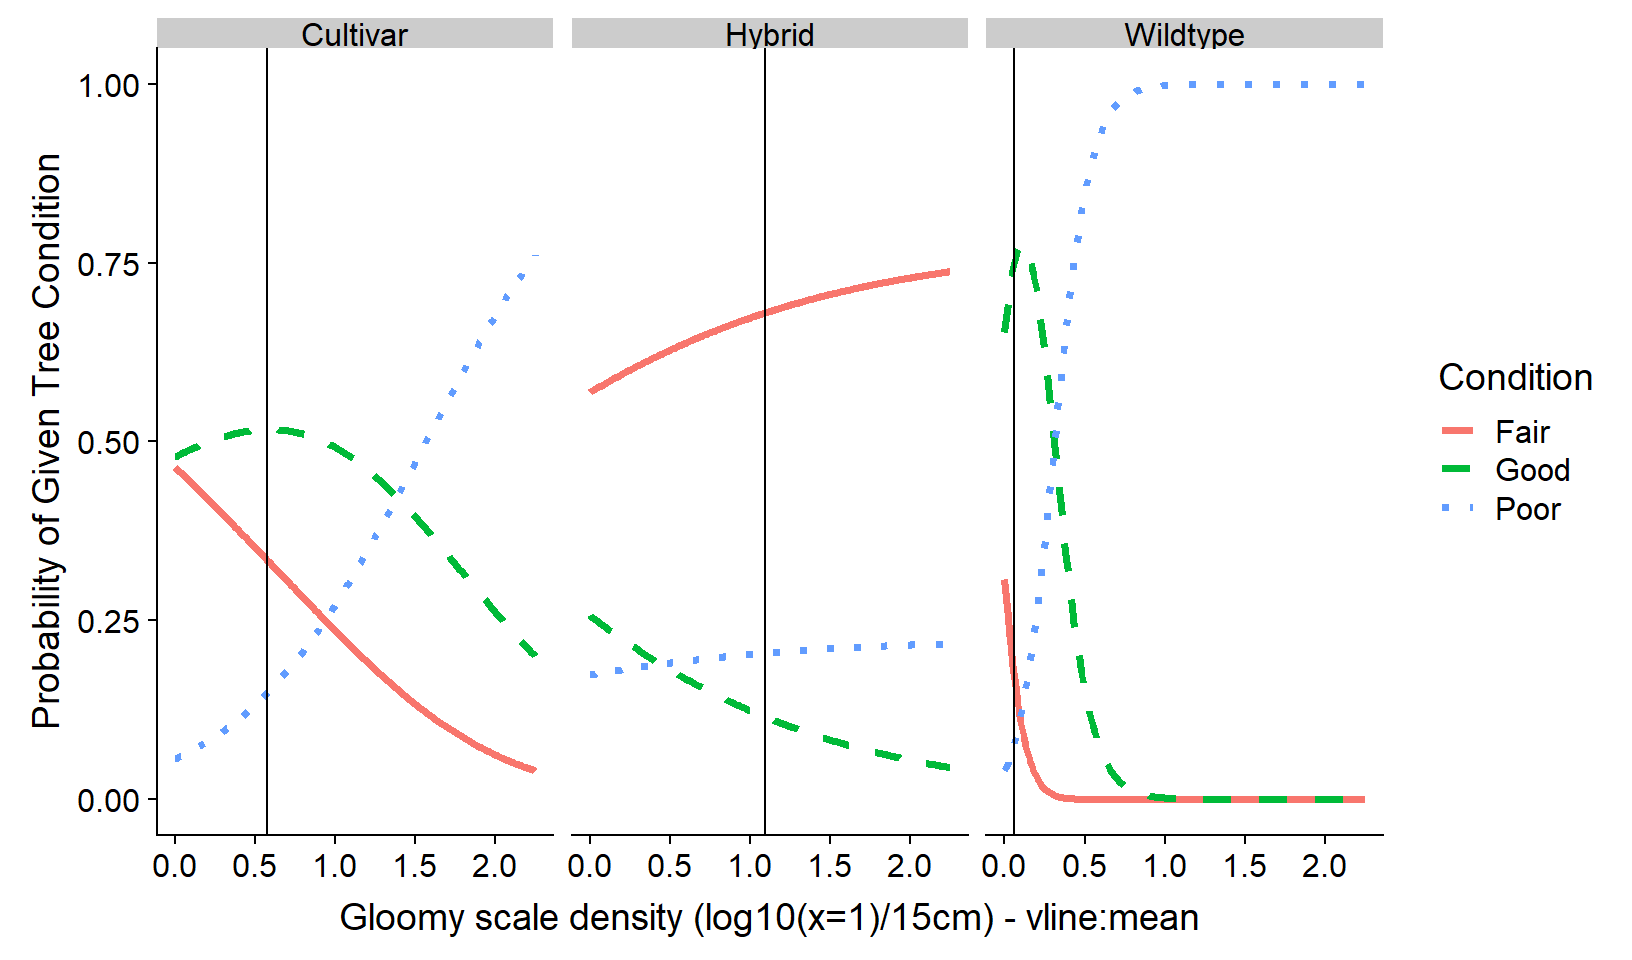 Cultivar Hybrid Wildtype
1.00
0.75
0.50
0.25
0.00
Probability of Given Tree Condition
0.0 0.5 1.0 1.5 2.0 0.0 0.5 1.0 1.5 2.0 0.0 0.5 1.0 1.5 2.0
Gloomy scale density (log10(x=1)/15cm) - vline:mean
Condition
Fair
Good
Poor